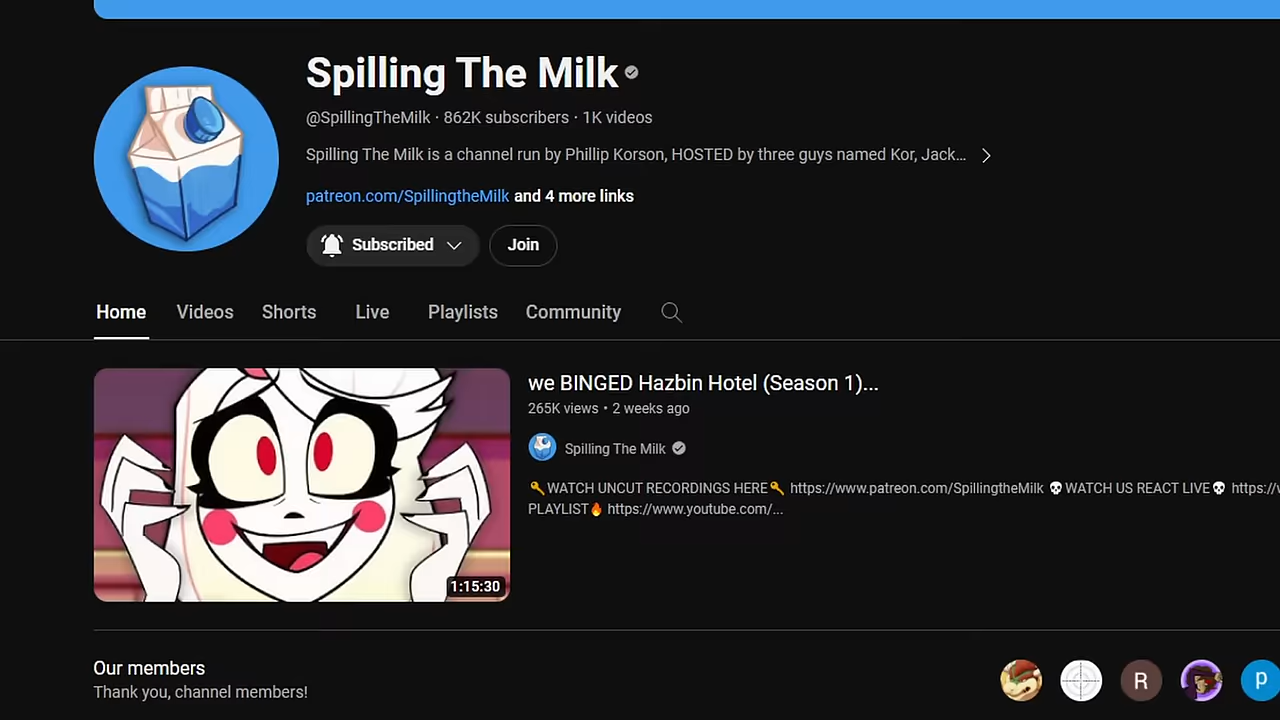 Spilling The Milk
@SpillingTheMilk · 862K subscribers · 1K videos
Spilling The Milk is a channel run by Phillip Korson, HOSTED by three guys named Kor, Jack...
patreon.com/SpillingtheMilk and 4 more links
Subscribed Join
Home Videos Shorts Live Playlists Community
we BINGED Hazbin Hotel (Season 1)...
265K views • 2 weeks ago
Spilling The Milk
🔑WATCH UNCUT RECORDINGS HERE🔑 https://www.patreon.com/SpillingtheMilk 💀WATCH US REACT LIVE💀 https://
PLAYLIST🔥 https://www.youtube.com/...
1:15:30
Our members
Thank you, channel members!
R p